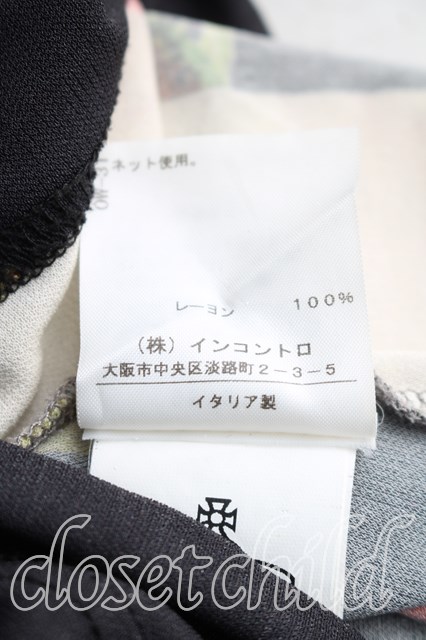 ネット使用。
レーヨン 100%
(株) インコントロ
大阪市中央区淡路町2-3-5
イタリア製
closetchild